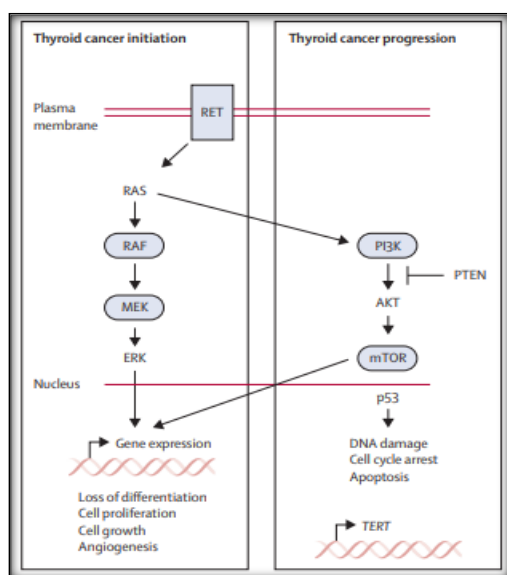 Thyroid cancer initiation
Thyroid cancer progression
Plasma
membrane
RET
RAS
RAF
PI3K
PTEN
MEK
AKT
ERK
mTOR
Nucleus
p53
Gene expression
DNA damage
Cell cycle arrest
Apoptosis
Loss of differentiation
Cell proliferation
Cell growth
Angiogenesis
TERT